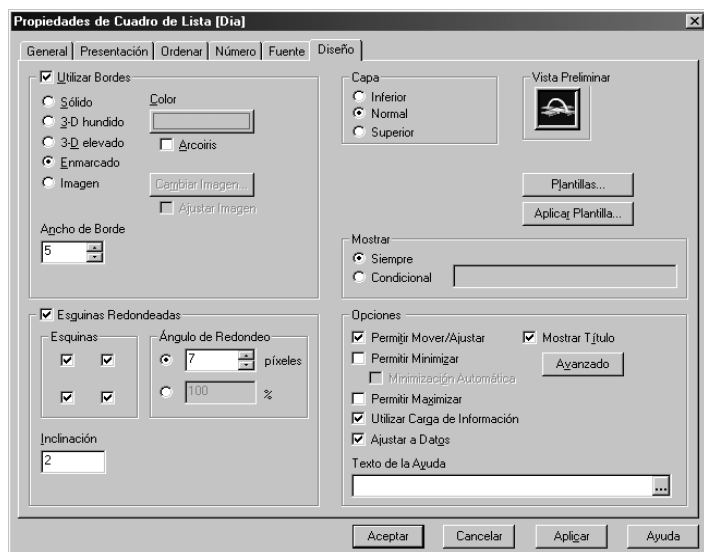 Propiedades de Cuadro de Lista [Dia]
General Presentación Ordenar Número Fuente Diseño
Utilizar Bordes
Sólido
3-D hundido
3-D elevado
Enmarcado
Imagen
Color
Arcoiris
Cambiar Imagen...
Ajustar Imagen
Ancho de Borde
5
Capa
Inferior
Normal
Superior
Vista Preliminar
Plantillas...
Aplicar Plantilla...
Mostrar
Siempre
Condicional
Esquinas Redondeadas
Esquinas
Ángulo de Redondeo
7 píxeles
100 %
Inclinación
2
Opciones
Permitir Mover/Ajustar
Permitir Minimizar
Minimización Automática
Permitir Maximizar
Utilizar Carga de Información
Ajustar a Datos
Mostrar Título
Avanzado
Texto de la Ayuda
...
Aceptar Cancelar Aplicar Ayuda